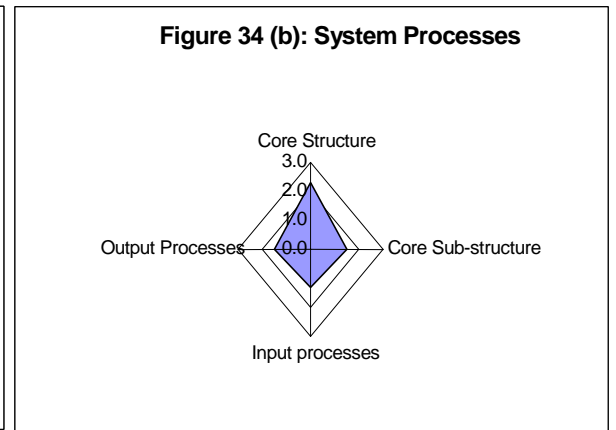 Figure 34 (b): System Processes
Core Structure
3.0
2.0
1.0
Output Processes
0.0
Core Sub-structure
Input processes